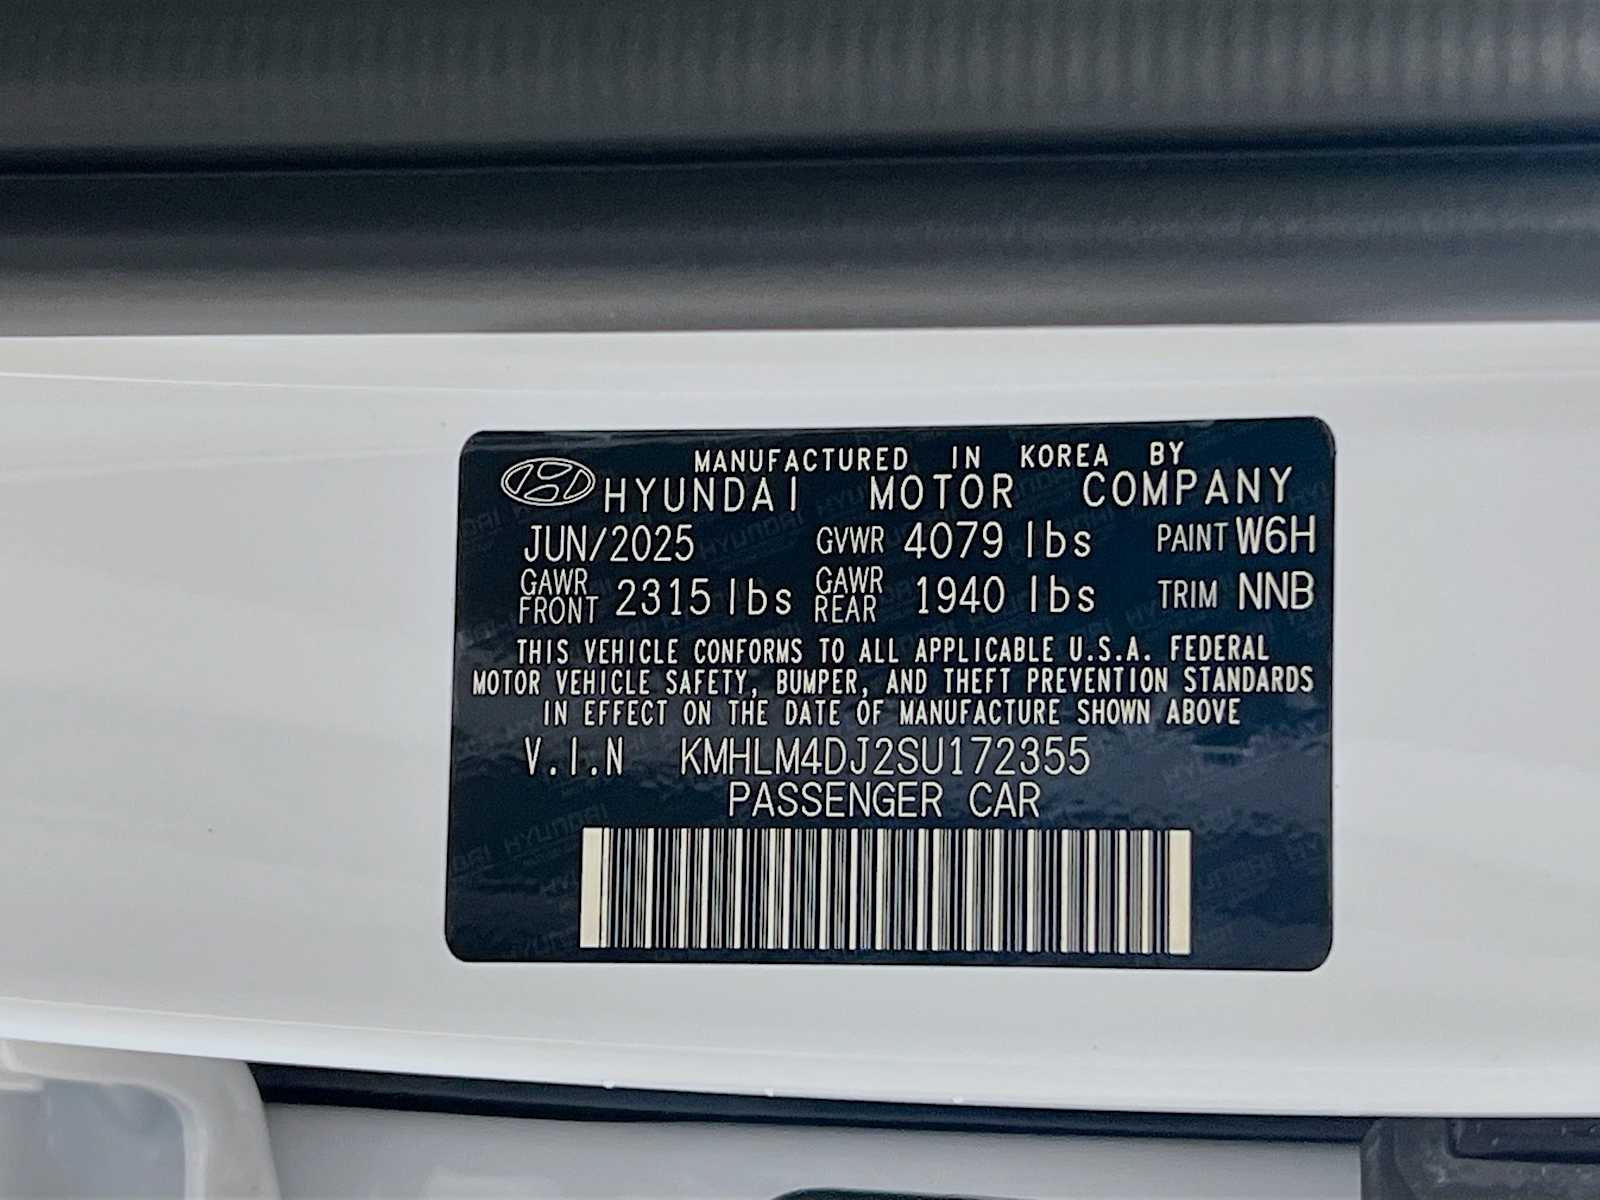 MANUFACTURED IN KOREA BY
HYUNDAI MOTOR COMPANY
JUN/2025 GVWR 4079 lbs PAINT W6H
GAWR FRONT 2315 lbs GAWR REAR 1940 lbs TRIM NNB
THIS VEHICLE CONFORMS TO ALL APPLICABLE U.S.A. FEDERAL
MOTOR VEHICLE SAFETY, BUMPER, AND THEFT PREVENTION STANDARDS
IN EFFECT ON THE DATE OF MANUFACTURE SHOWN ABOVE
V.I.N KMHLM4DJ2SU172355
PASSENGER CAR